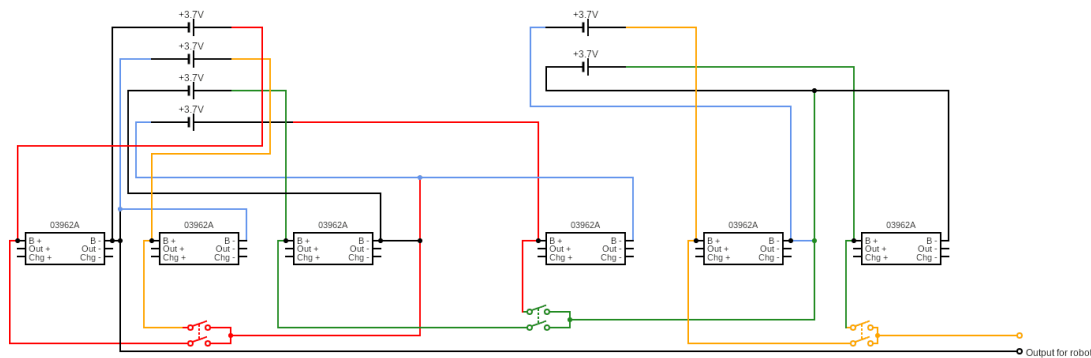 +3.7V
+3.7V
+3.7V
+3.7V
+3.7V
+3.7V
03962A
B +
B -
Out +
Out -
Chg +
Chg -
03962A
B +
B -
Out +
Out -
Chg +
Chg -
03962A
B +
B -
Out +
Out -
Chg +
Chg -
03962A
B +
B -
Out +
Out -
Chg +
Chg -
03962A
B +
B -
Out +
Out -
Chg +
Chg -
03962A
B +
B -
Out +
Out -
Chg +
Chg -
Output for robot